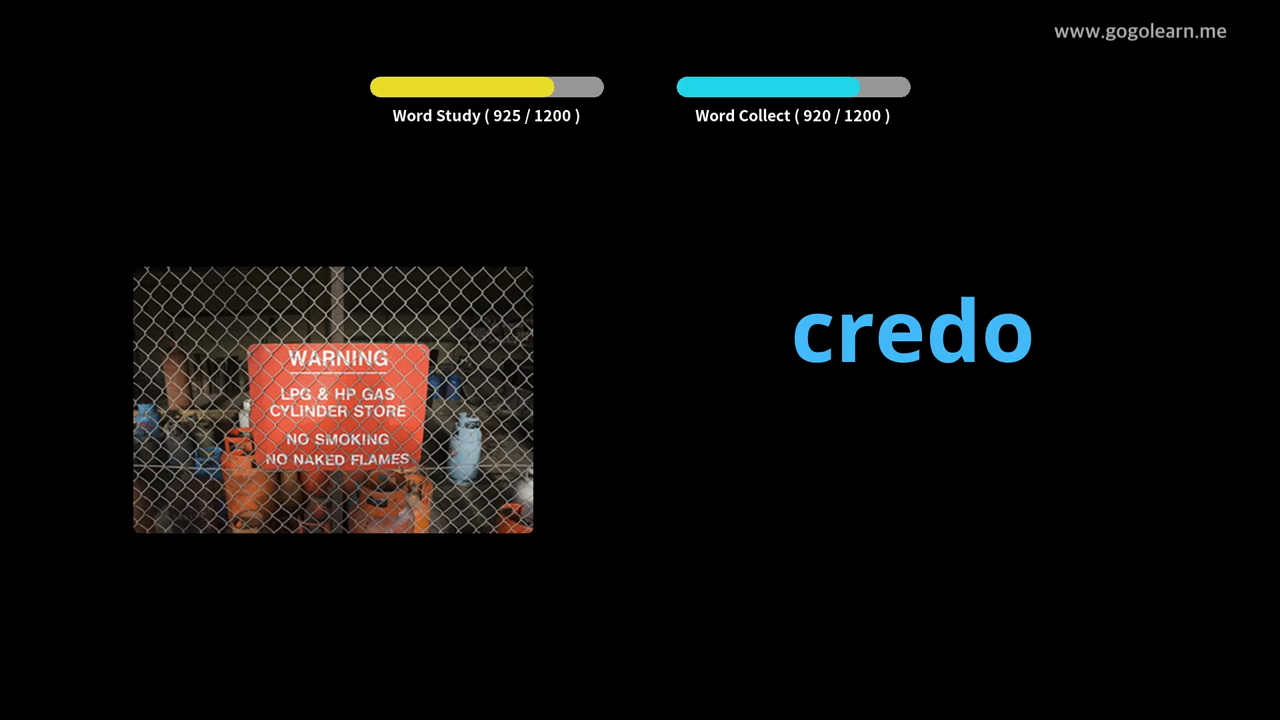 www.gogolearn.me
Word Study ( 925 / 1200 )
Word Collect ( 920 / 1200 )
credo
WARNING
LPG & HP GAS
CYLINDER STORE
NO SMOKING
NO NAKED FLAMES